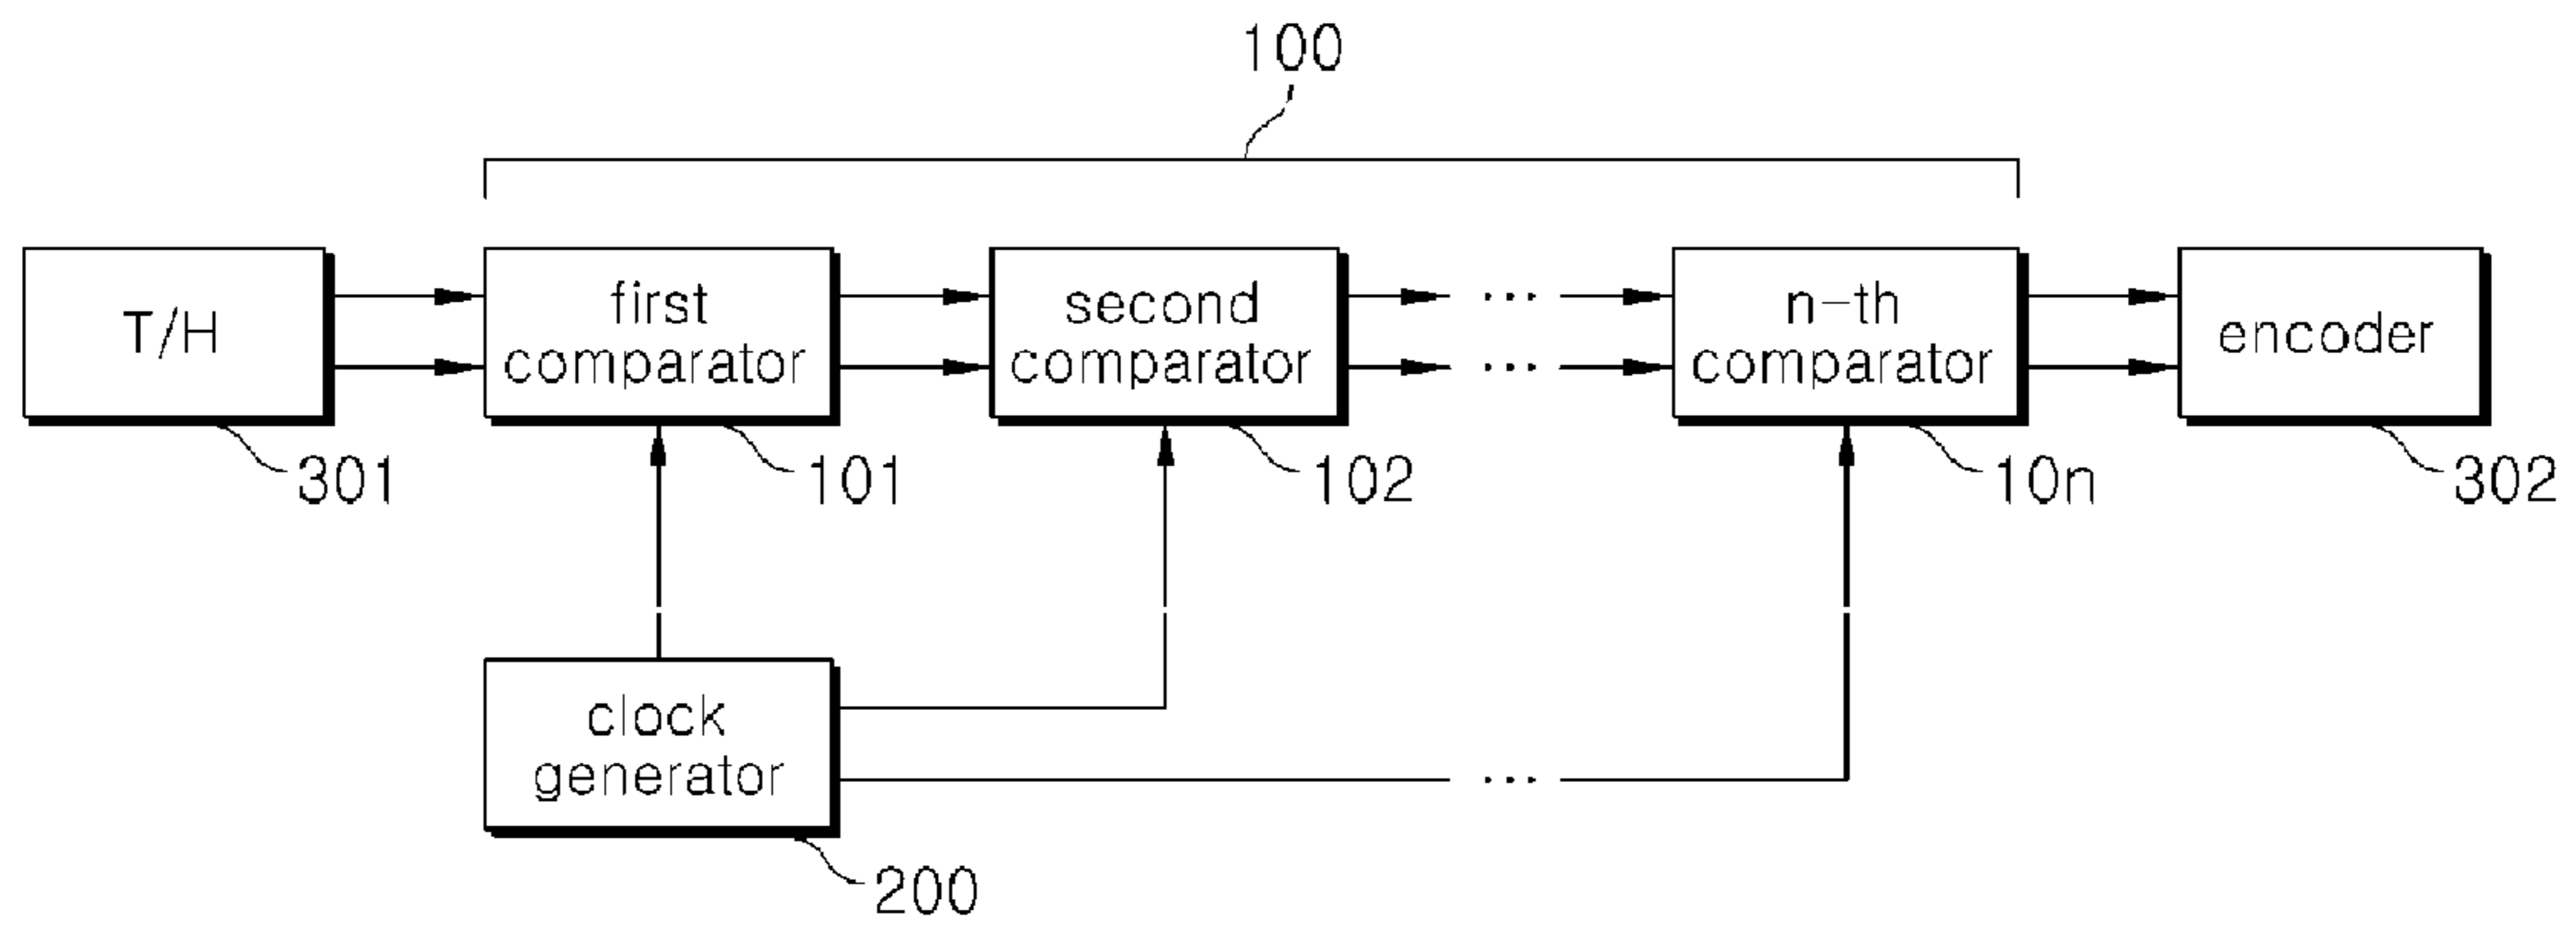 100
T/H
first
comparator
second
comparator
...
...
n-th
comparator
encoder
301
101
102
10n
302
clock
generator
...
200